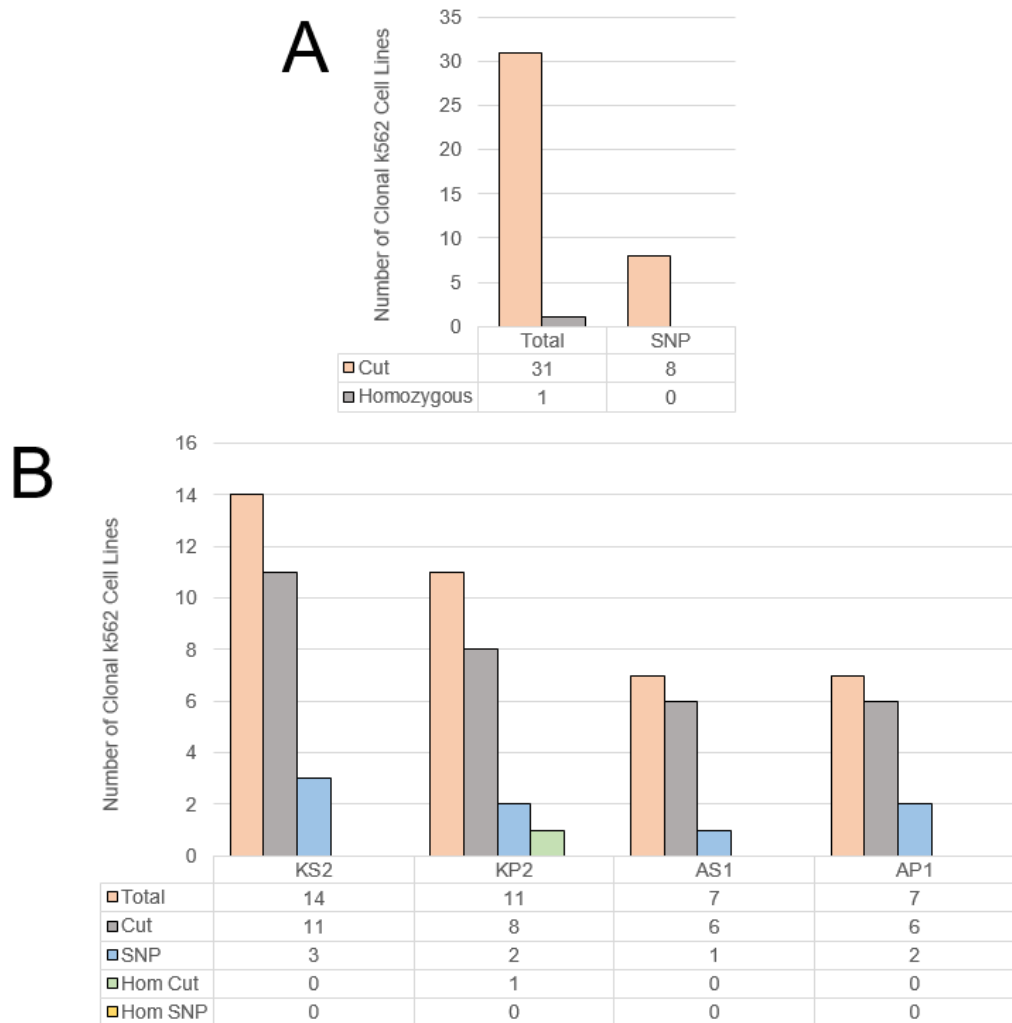 A
Number of Clonal k562 Cell Lines
35
30
25
20
15
10
5
0
Total SNP
Cut 31 8
Homozygous 1 0
B
Number of Clonal k562 Cell Lines
16
14
12
10
8
6
4
2
0
KS2 KP2 AS1 AP1
Total 14 11 7 7
Cut 11 8 6 6
SNP 3 2 1 2
Hom Cut 0 1 0 0
Hom SNP 0 0 0 0